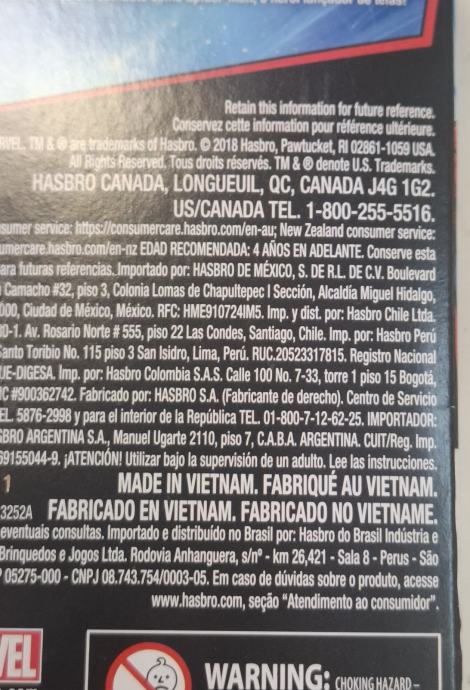 Retain this information for future reference.
Conservez cette information pour référence ultérieure.
TM & ® are trademarks of Hasbro. © 2018 Hasbro, Pawtucket, RI 02861-1059 USA.
All Rights Reserved. Tous droits réservés. TM & ® denote U.S. Trademarks.
HASBRO CANADA, LONGUEUIL, QC, CANADA J4G 1G2.
US/CANADA TEL. 1-800-255-5516.
service: https://consumercare.hasbro.com/en-au; New Zealand consumer service:
EDAD RECOMENDADA: 4 AÑOS EN ADELANTE. Conserve esta
para futuras referencias. Importado por: HASBRO DE MÉXICO, S. DE R.L. DE C.V. Boulevard
Camacho #32, piso 3, Colonia Lomas de Chapultepec I Sección, Alcaldía Miguel Hidalgo,
Ciudad de México, México. RFC: HME910724IM5. Imp. y dist. por: Hasbro Chile Ltda.
Av. Rosario Norte # 555, piso 22 Las Condes, Santiago, Chile. Imp. por: Hasbro Perú
Santo Toribio No. 115 piso 3 San Isidro, Lima, Perú. RUC.20523317815. Registro Nacional
UE-DIGESA. Imp. por: Hasbro Colombia S.A.S. Calle 100 No. 7-33, torre 1 piso 15 Bogotá,
IC #900362742. Fabricado por: HASBRO S.A. (Fabricante de derecho). Centro de Servicio
EL. 5876-2998 y para el interior de la República TEL. 01-800-7-12-62-25. IMPORTADOR:
SBRO ARGENTINA S.A., Manuel Ugarte 2110, piso 7, C.A.B.A. ARGENTINA. CUIT/Reg. Imp.
69155044-9. ¡ATENCIÓN! Utilizar bajo la supervisión de un adulto. Lee las instrucciones.
1 MADE IN VIETNAM. FABRIQUÉ AU VIETNAM.
3252A FABRICADO EN VIETNAM. FABRICADO NO VIETNAME.
eventuais consultas. Importado e distribuído no Brasil por: Hasbro do Brasil Indústria e
Brinquedos e Jogos Ltda. Rodovia Anhanguera, s/nº - km 26,421 - Sala 8 - Perus - São
05275-000 - CNPJ 08.743.754/0003-05. Em caso de dúvidas sobre o produto, acesse
www.hasbro.com, seção "Atendimento ao consumidor".
VEL
WARNING: CHOKING HAZARD –